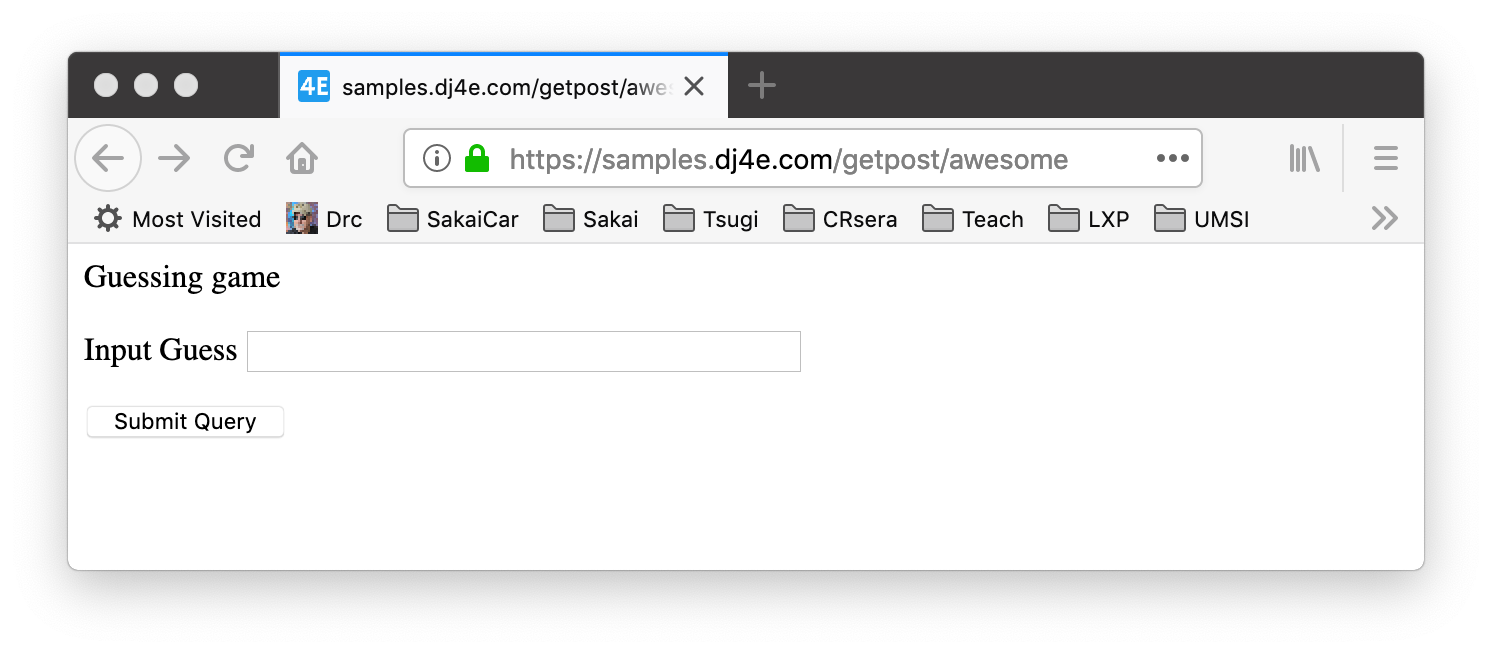 4E samples.dj4e.com/getpost/awes
https://samples.dj4e.com/getpost/awesome
Most Visited Drc SakaiCar Sakai Tsugi CRsera Teach LXP UMSI
Guessing game
Input Guess
Submit Query